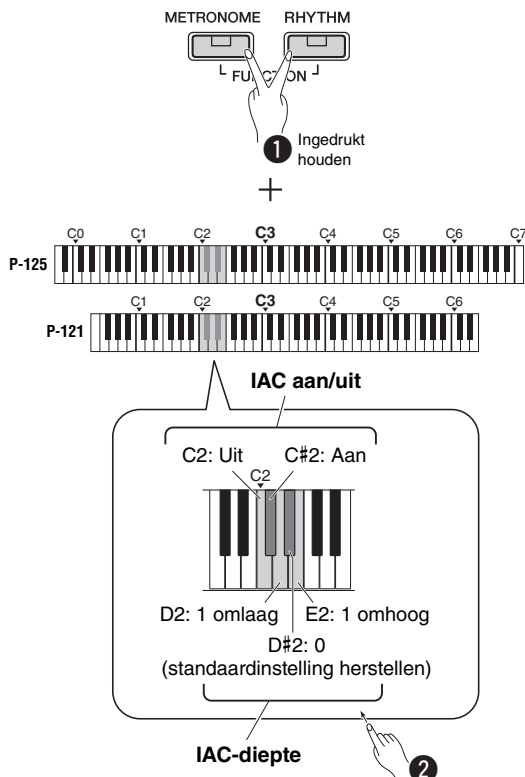 METRONOME RHYTHM
FUNCTION
1 Ingedrukt
houden
+
C0 C1 C2 C3 C4 C5 C6 C7
P-125
C1 C2 C3 C4 C5 C6
P-121
IAC aan/uit
C2: Uit C♯2: Aan
C2
D2: 1 omlaag E2: 1 omhoog
D♯2: 0
(standaardinstelling herstellen)
IAC-diepte
2